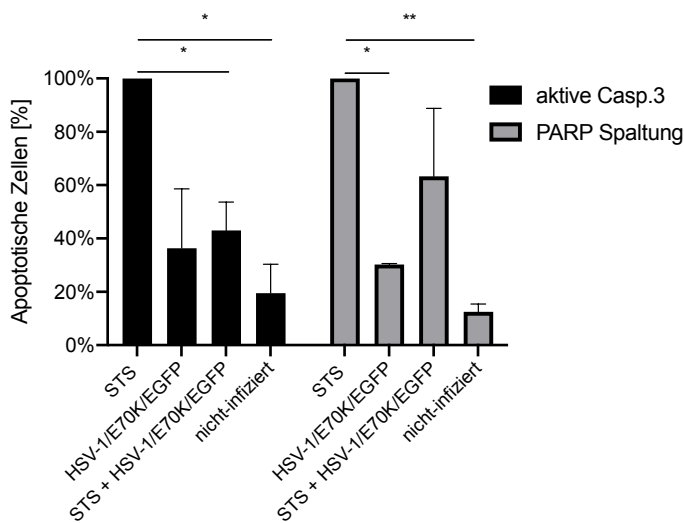 *
**
*
*
100%
80%
60%
40%
20%
0%
Apoptotische Zellen [%]
aktive Casp.3
PARP Spaltung
STS
HSV-1/E70K/EGFP
STS + HSV-1/E70K/EGFP
nicht-infiziert
STS
HSV-1/E70K/EGFP
STS + HSV-1/E70K/EGFP
nicht-infiziert